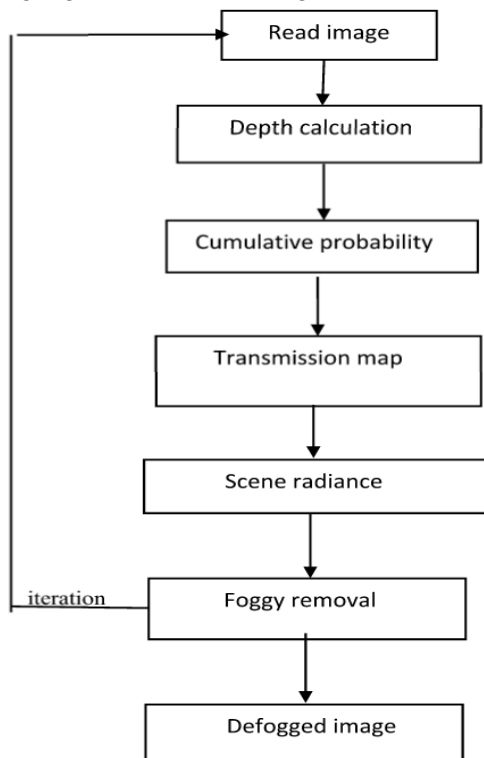 Read image
Depth calculation
Cumulative probability
Transmission map
Scene radiance
iteration
Foggy removal
Defogged image